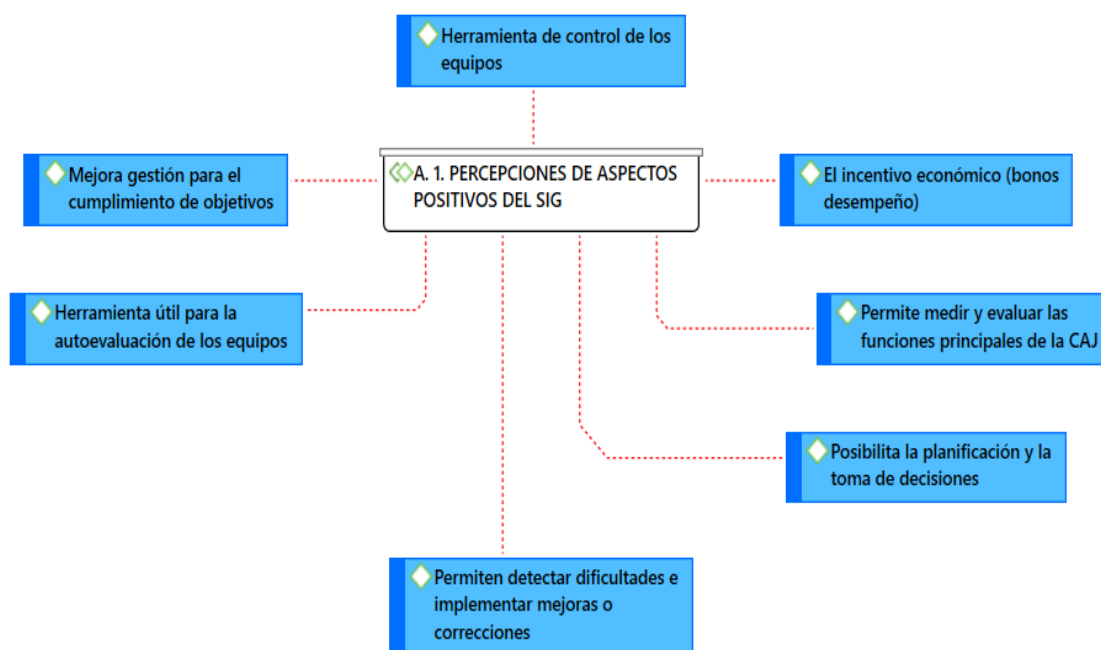 Herramienta de control de los
equipos
Mejora gestión para el
cumplimiento de objetivos
A. 1. PERCEPCIONES DE ASPECTOS
POSITIVOS DEL SIG
El incentivo económico (bonos
desempeño)
Herramienta útil para la
autoevaluación de los equipos
Permite medir y evaluar las
funciones principales de la CAJ
Posibilita la planificación y la
toma de decisiones
Permiten detectar dificultades e
implementar mejoras o
correcciones